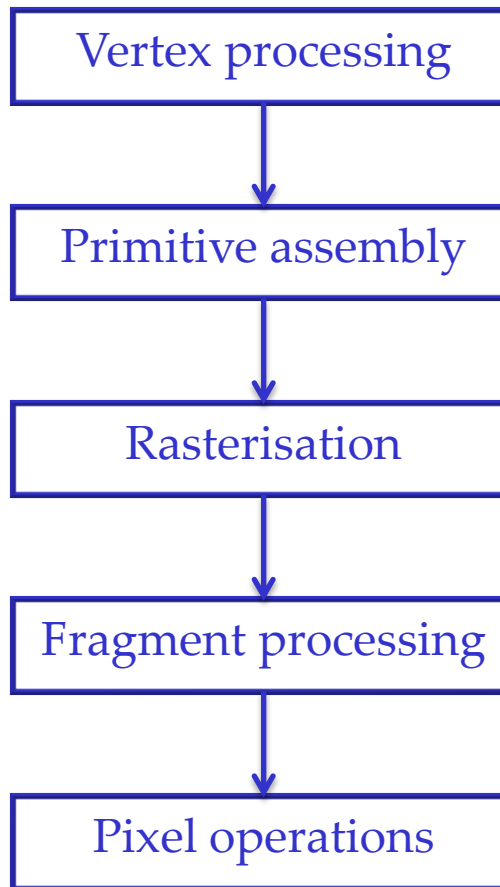 Vertex processing
Primitive assembly
Rasterisation
Fragment processing
Pixel operations